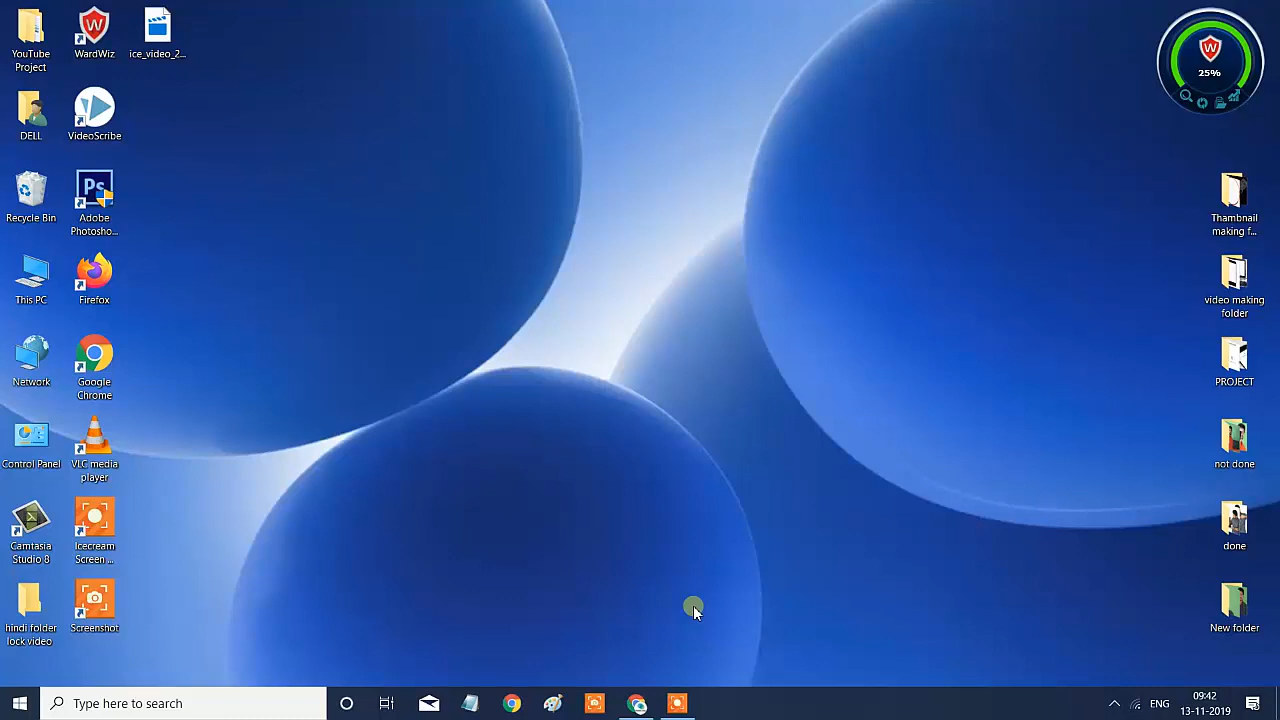 YouTube
Project
WardWiz
ice_video_2...
DELL
VideoScribe
Recycle Bin
Ps
Adobe
Photosho...
This PC
Firefox
Network
Google
Chrome
Control Panel
VLC media
player
Camtasia
Studio 8
Icecream
Screen ...
hindi folder
lock video
Screenshot
W
25%
Thumbnail
making f...
video making
folder
PROJECT
not done
done
New folder
Type here to search
ENG
09:42
13-11-2019